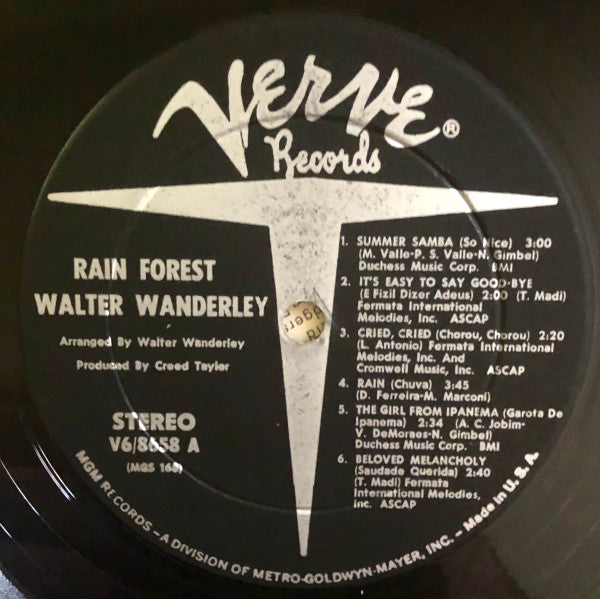 Verve®
Records
RAIN FOREST
WALTER WANDERLEY
Arranged By Walter Wanderley
Produced By Creed Taylor
STEREO
V6/8658 A
1. SUMMER SAMBA (So Nice) 3:00
(M. Valle-P. S. Valle-N. Gimbel)
Duchess Music Corp. BMI
2. IT'S EASY TO SAY GOOD-BYE
(E Fizil Dizer Adeus) 2:00 (T. Madi)
Fermata International
Melodies, Inc. ASCAP
3. CRIED, CRIED (Chorou, Chorou) 2:20
(L. Antonio) Fermata International
Melodies, Inc. And
Cromwell Music, Inc. ASCAP
4. RAIN (Chuva) 3:45
(D. Ferreira-M. Marconi)
5. THE GIRL FROM IPANEMA (Garota De
Ipanema) 2:34 (A. C. Jobim-
V. DeMoraes-N. Gimbel)
Duchess Music Corp. BMI
6. BELOVED MELANCHOLY
(Saudade Querida) 2:40
(T. Madi) Fermata
International Melodies,
Inc. ASCAP
MGM RECORDS—A DIVISION OF METRO-GOLDWYN-MAYER, INC.—Made in U. S. A.